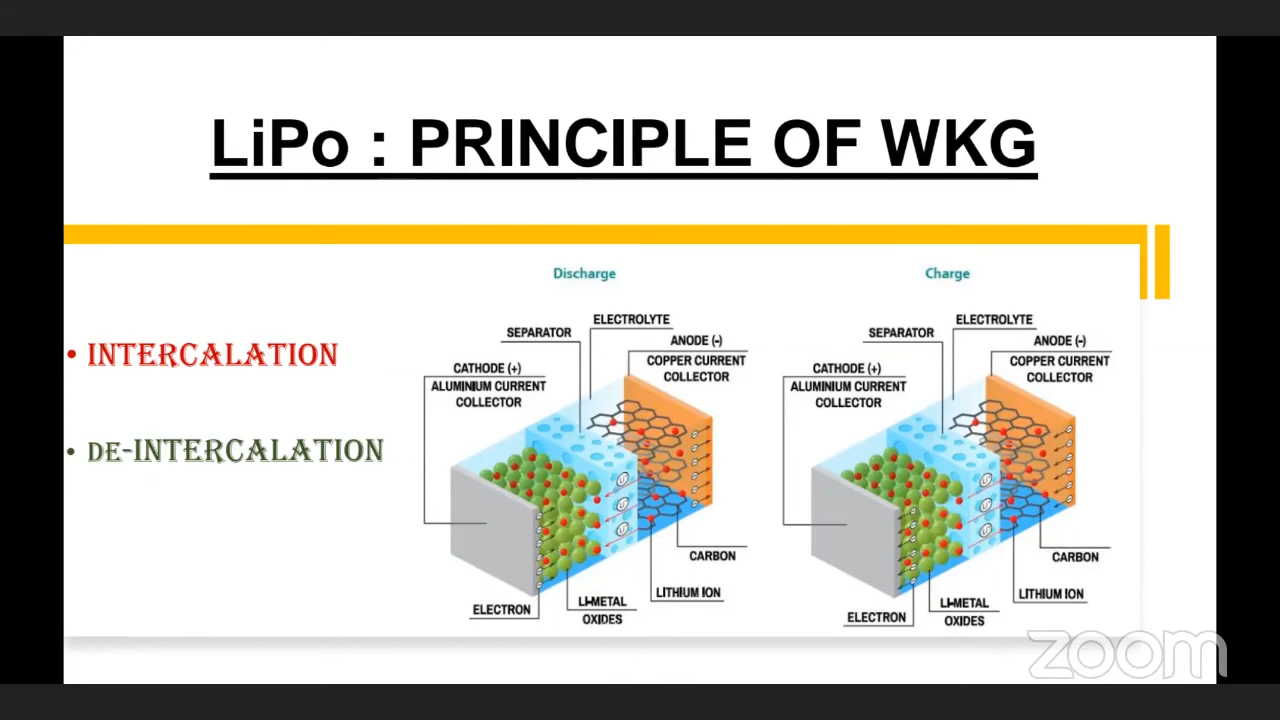 LiPo : PRINCIPLE OF WKG
• INTERCALATION
• DE-INTERCALATION
Discharge
ELECTROLYTE
SEPARATOR
ANODE (-)
COPPER CURRENT
COLLECTOR
CATHODE (+)
ALUMINIUM CURRENT
COLLECTOR
CARBON
LITHIUM ION
LI-METAL
OXIDES
ELECTRON
Charge
ELECTROLYTE
SEPARATOR
ANODE (-)
COPPER CURRENT
COLLECTOR
CATHODE (+)
ALUMINIUM CURRENT
COLLECTOR
CARBON
LITHIUM ION
LI-METAL
OXIDES
ELECTRON
zoom